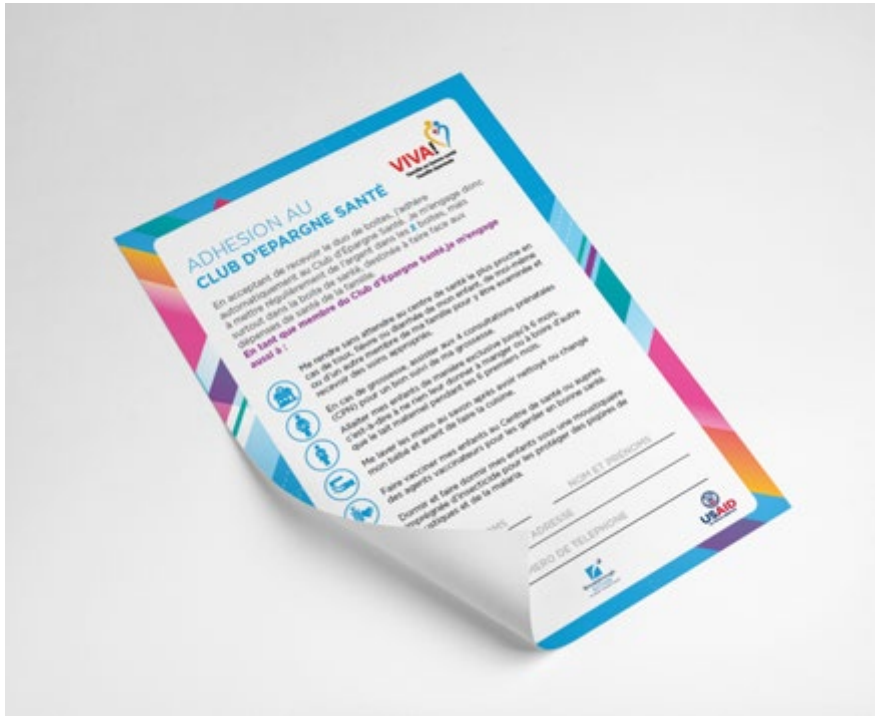 VIVA!
ADHESION AU
CLUB D'EPARGNE SANTÉ
En acceptant de recevoir le duo de boîtes, j'adhère
automatiquement au Club d'Épargne Santé. Je m'engage donc
à mettre régulièrement de l'argent dans les 2 boîtes, mais
surtout dans la boîte de santé, destinée à faire face aux
dépenses de santé de la famille.
En tant que membre du Club d'Épargne Santé,je m'engage
aussi à :
Me rendre sans attendre au centre de santé le plus proche en
cas de toux, fièvre ou diarrhée de mon enfant, de moi-même
ou d'un autre membre de ma famille pour y être examinée et
recevoir des soins appropriés.
En cas de grossesse, assister aux consultations prénatales
(CPN) pour un bon suivi de ma grossesse.
Allaiter mes enfants de manière exclusive jusqu'à 6 mois,
c'est-à-dire à ne rien leur donner à manger ou à boire d'autre
que le lait maternel pendant les 6 premiers mois.
Me laver les mains au savon après avoir nettoyé ou changé
mon bébé et avant de faire la cuisine.
Faire vacciner mes enfants au Centre de santé ou auprès
des agents vaccinateurs pour les garder en bonne santé.
Dormir et faire dormir mes enfants sous une moustiquaire
imprégnée d'insecticide pour les protéger des piqûres de
moustiques et de la malaria.
NOM ET PRÉNOMS
ADRESSE
MERO DE TELEPHONE
USAID